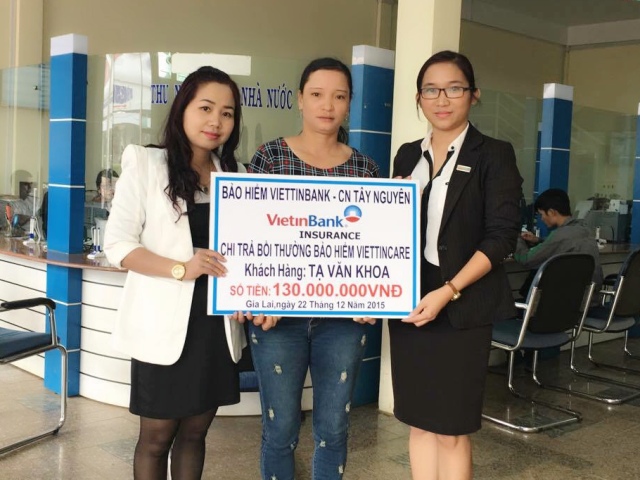 THU N
NHÀ NƯỚC
BẢO HIỂM VIETTINBANK - CN TÂY NGUYÊN
VietinBank
INSURANCE
CHI TRẢ BỒI THƯỜNG BẢO HIỂM VIETTINCARE
Khách Hàng: TẠ VĂN KHOA
SỐ TIỀN: 130.000.000VNĐ
Gia Lai,ngày 22 Tháng 12 Năm 2015